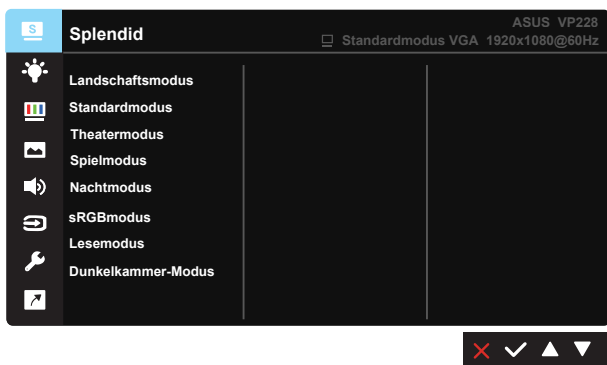 S
Splendid
ASUS VP228
Standardmodus VGA 1920x1080@60Hz
Landschaftsmodus
Standardmodus
Theatermodus
Spielmodus
Nachtmodus
sRGBmodus
Lesemodus
Dunkelkammer-Modus